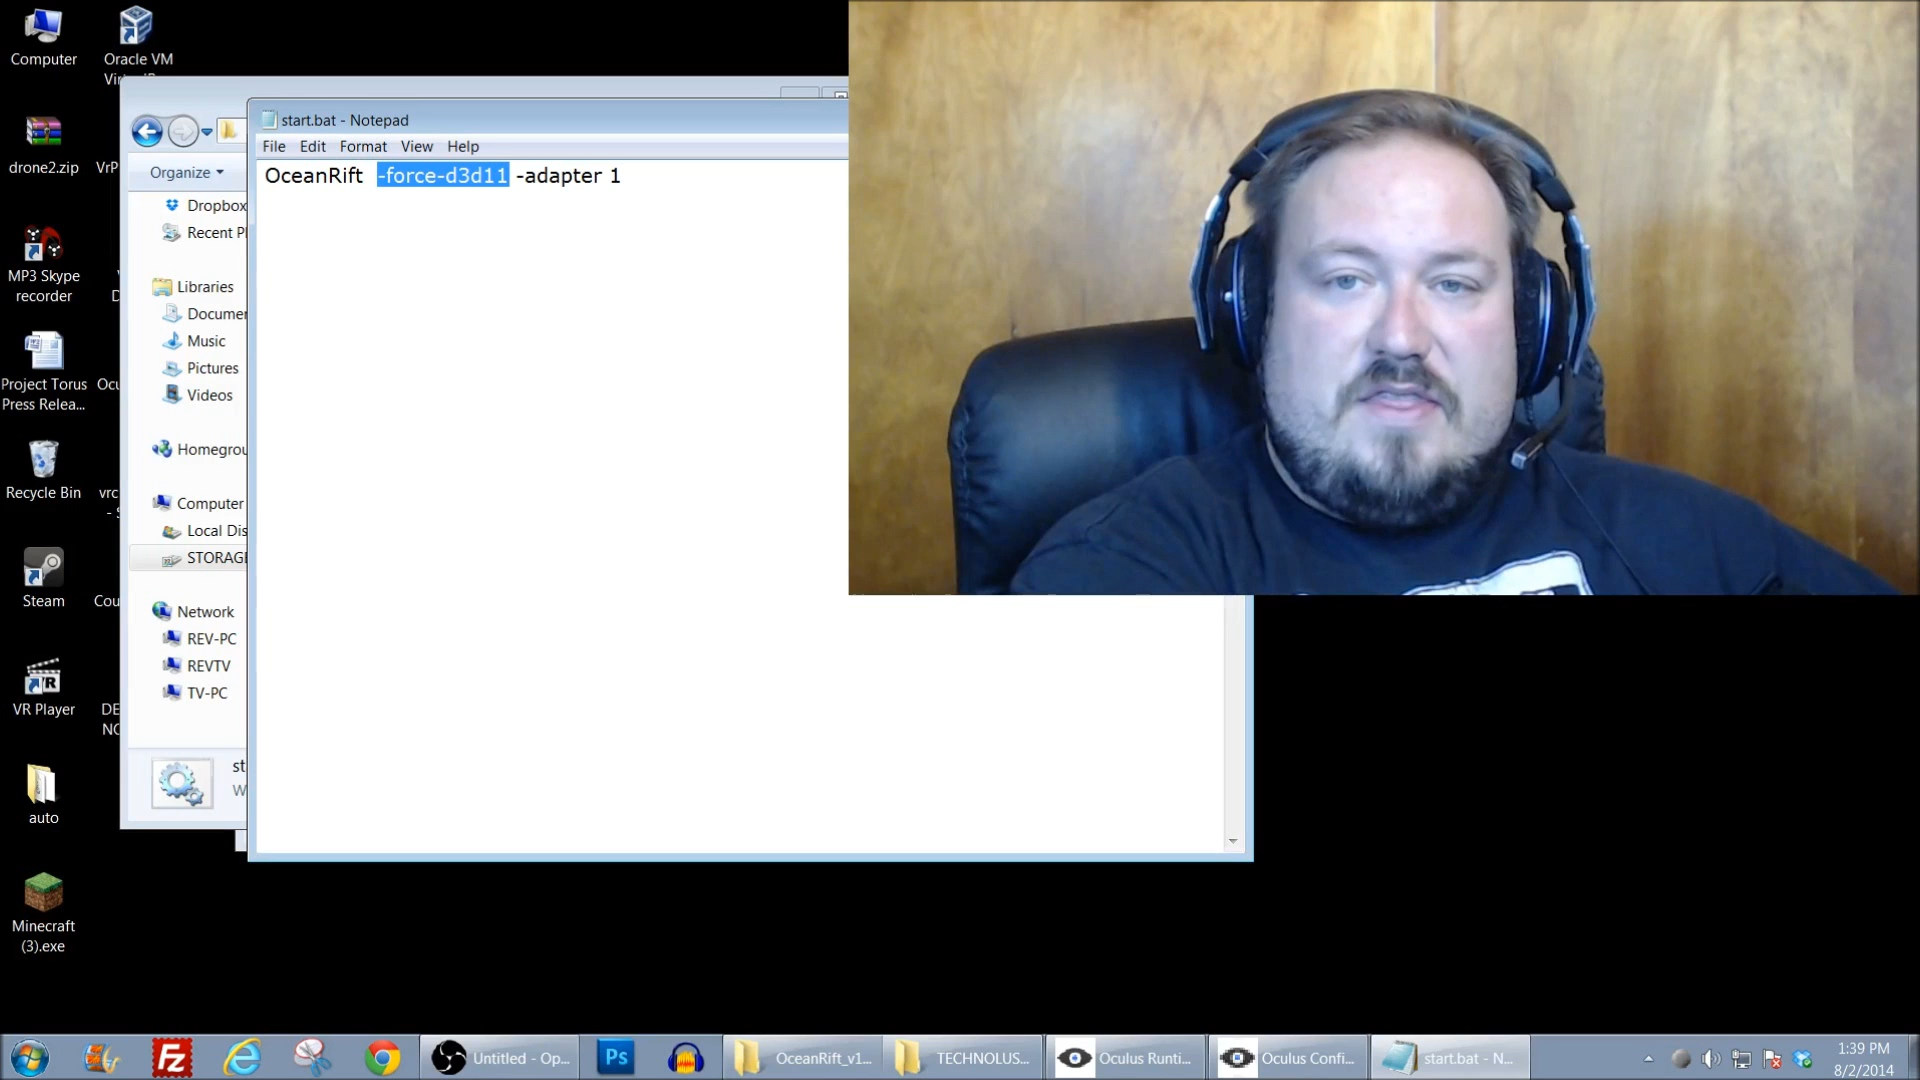 Computer
Oracle VM
drone2.zip
MP3 Skype
recorder
Project Torus
Press Relea...
Recycle Bin
Steam
VR Player
auto
Minecraft
(3).exe
start.bat - Notepad
File Edit Format View Help
OceanRift -force-d3d11 -adapter 1
Organize
Dropbox
Libraries
Music
Pictures
Videos
Computer
STORAGE
Network
REV-PC
REVTV
TV-PC
Untitled - Op...
Ps
Fz
OceanRift_v1...
TECHNOLUS...
Oculus Runti...
Oculus Confi...
start.bat - N...
1:39 PM
8/2/2014